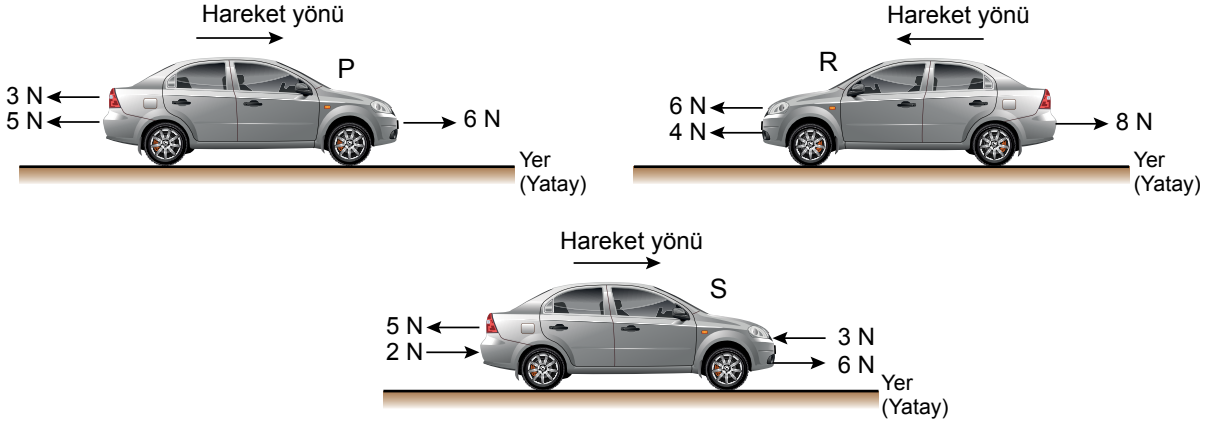 Hareket yönü
P
3 N
5 N
6 N
Yer
(Yatay)
Hareket yönü
R
6 N
4 N
8 N
Yer
(Yatay)
Hareket yönü
S
5 N
2 N
3 N
6 N
Yer
(Yatay)